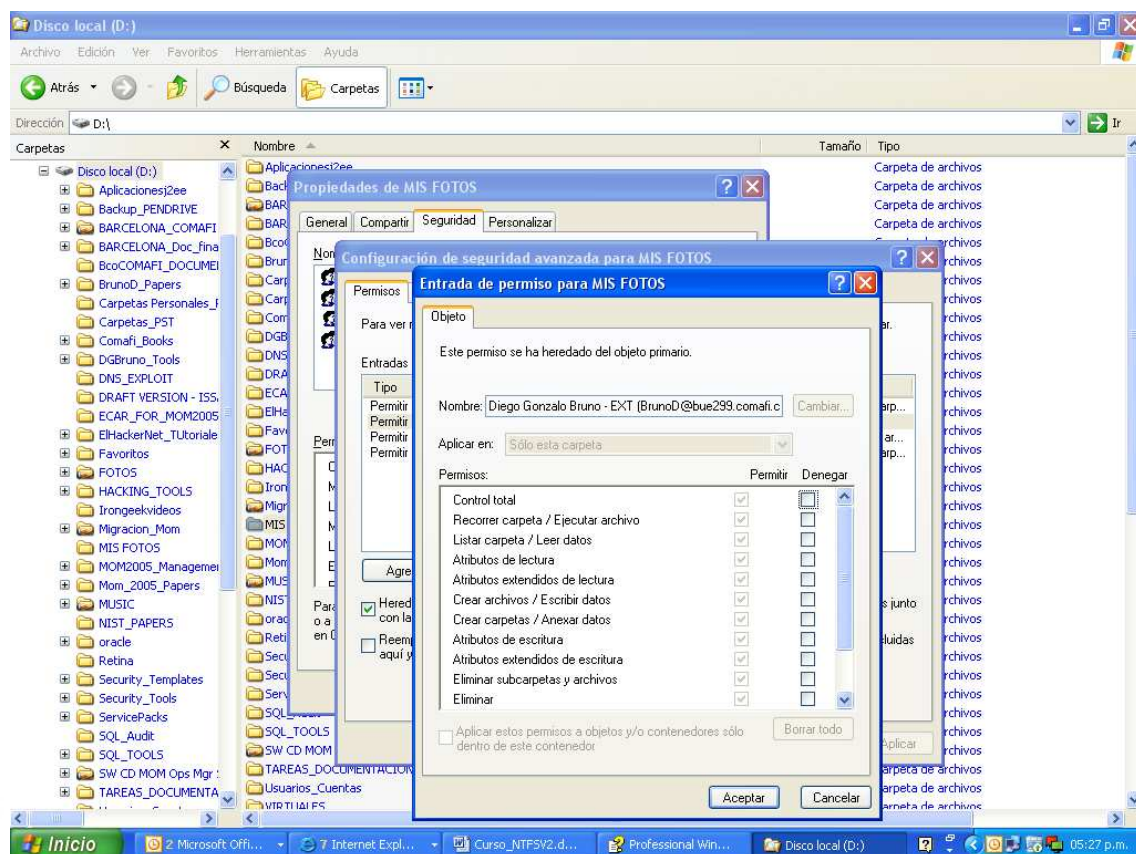 Disco local (D:)
Archivo Edición Ver Favoritos Herramientas Ayuda
Atrás Búsqueda Carpetas
Dirección D:\ Ir
Carpetas Nombre Tamaño Tipo
Disco local (D:)
Aplicacionesj2ee
Backup_PENDRIVE
BARCELONA_COMAFI
BARCELONA_Doc_fina
BcoCOMAFI_DOCUME
BrunoD_Papers
Carpetas Personales_
Carpetas_PST
Comafi_Books
DGBruno_Tools
DNS_EXPLOIT
DRAFT VERSION - ISS
ECAR_FOR_MOM2005
ElHackerNet_TUtoriale
Favoritos
FOTOS
HACKING_TOOLS
Irongeekvideos
Migracion_Mom
MIS FOTOS
MOM2005_Manageme
Mom_2005_Papers
MUSIC
NIST_PAPERS
oracle
Retina
Security_Templates
Security_Tools
ServicePacks
SQL_Audit
SQL_TOOLS
SW CD MOM Ops Mgr
TAREAS_DOCUMENTA
Aplicacionesj2ee
SQL_TOOLS
SW CD MOM
TAREAS_DOCUMENTACION
Usuarios_Cuentas
VIRTUALES
Carpeta de archivos
Carpeta de archivos
Carpeta de archivos
Carpeta de archivos
Propiedades de MIS FOTOS
General Compartir Seguridad Personalizar
Configuración de seguridad avanzada para MIS FOTOS
Permisos
Para ver
Entradas
Tipo
Permitir
Permitir
Permitir
Permitir
Agre
Hered
con la
Reem
aquí y
s junto
cluidas
Aplicar
Entrada de permiso para MIS FOTOS
Objeto
Este permiso se ha heredado del objeto primario.
Nombre: Diego Gonzalo Bruno - EXT (BrunoD@bue299.comafi.c Cambiar...
Aplicar en: Sólo esta carpeta
Permisos: Permitir Denegar
Control total
Recorrer carpeta / Ejecutar archivo
Listar carpeta / Leer datos
Atributos de lectura
Atributos extendidos de lectura
Crear archivos / Escribir datos
Crear carpetas / Anexar datos
Atributos de escritura
Atributos extendidos de escritura
Eliminar subcarpetas y archivos
Eliminar
Aplicar estos permisos a objetos y/o contenedores sólo
dentro de este contenedor
Borrar todo
Aceptar Cancelar
Inicio 2 Microsoft Offi... 7 Internet Expl... Curso_NTFSV2.d... Professional Win... Disco local (D:) 05:27 p.m.